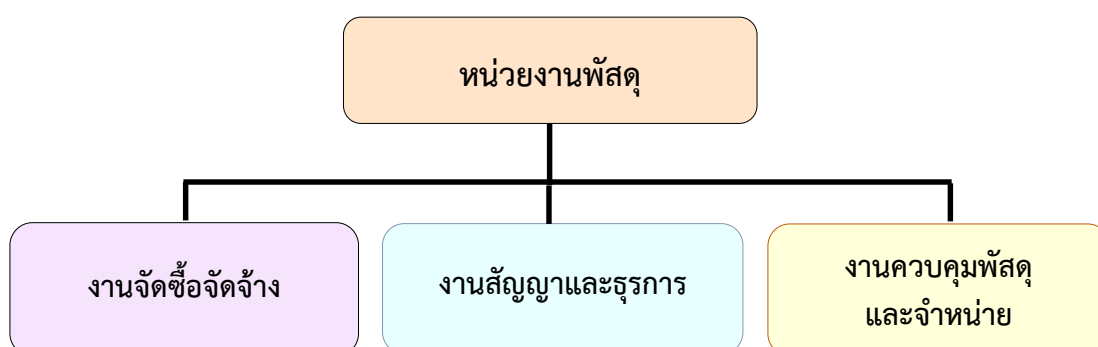 หน่วยงานพัสดุ
งานจัดซื้อจัดจ้าง
งานสัญญาและธุรการ
งานควบคุมพัสดุ
และจำหน่าย